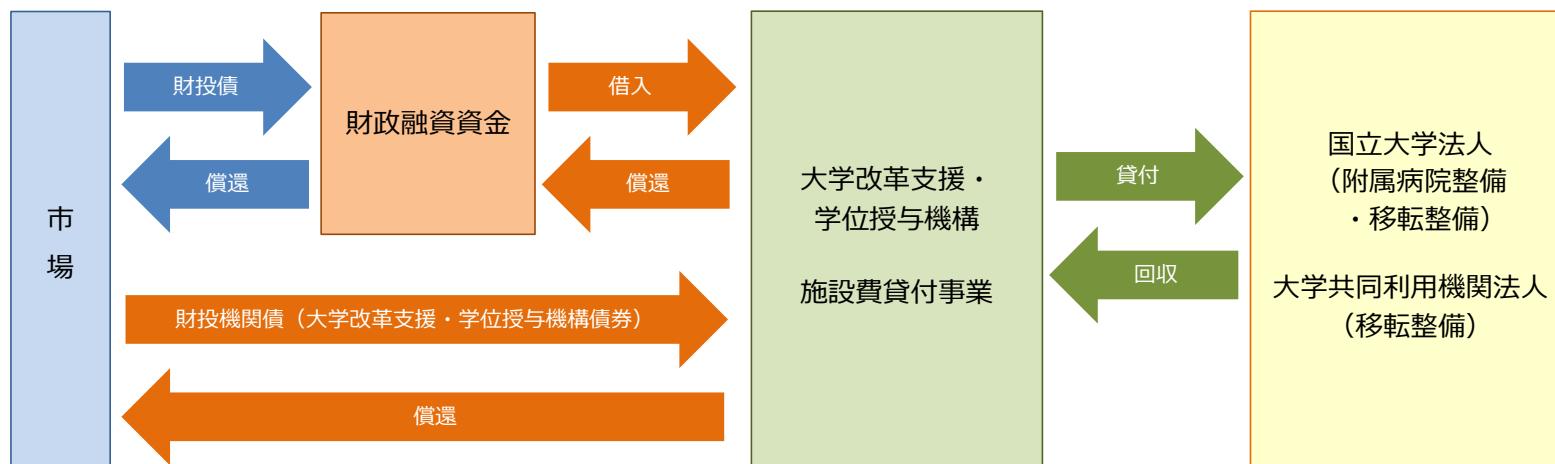 市
場
財投債
償還
財政融資資金
借入
償還
財投機関債（大学改革支援・学位授与機構債券）
償還
大学改革支援・
学位授与機構
施設費貸付事業
貸付
回収
国立大学法人
（附属病院整備
・移転整備）
大学共同利用機関法人
（移転整備）